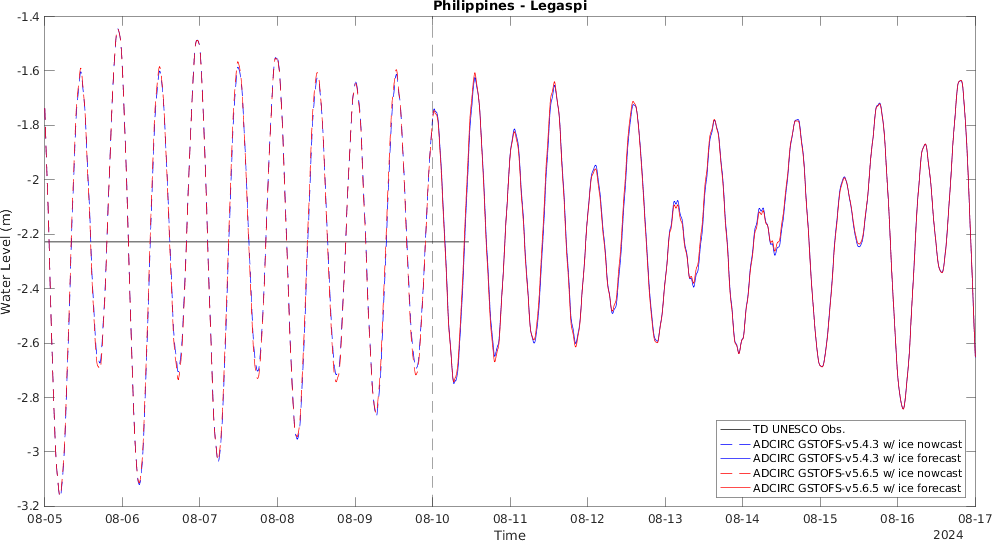 Philippines - Legaspi
-1.4
-1.6
-1.8
-2
-2.2
-2.4
-2.6
-2.8
-3
-3.2
Water Level (m)
08-05 08-06 08-07 08-08 08-09 08-10 08-11 08-12 08-13 08-14 08-15 08-16 08-17
Time
2024
TD UNESCO Obs.
ADCIRC GSTOFS-v5.4.3 w/ ice nowcast
ADCIRC GSTOFS-v5.4.3 w/ ice forecast
ADCIRC GSTOFS-v5.6.5 w/ ice nowcast
ADCIRC GSTOFS-v5.6.5 w/ ice forecast